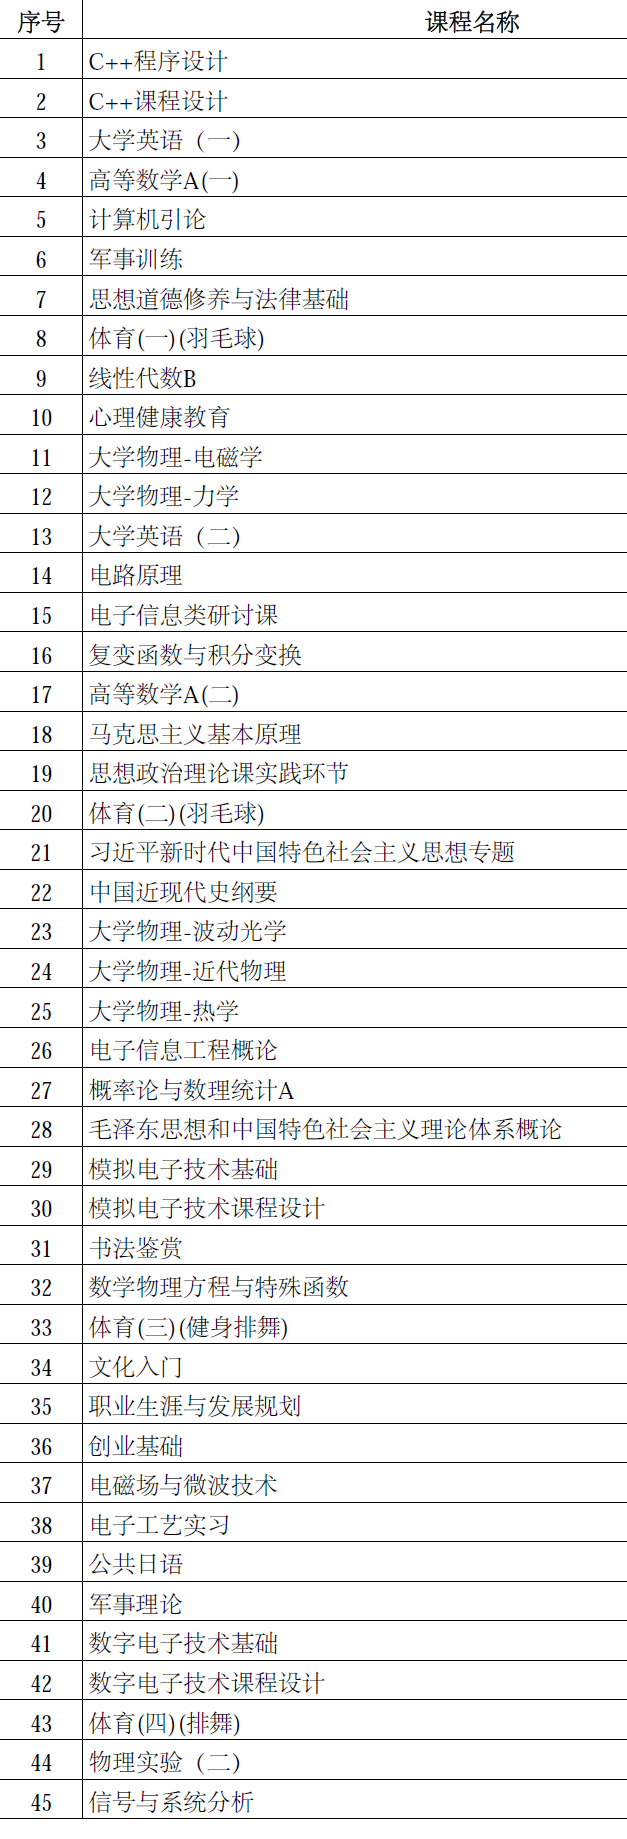 序号 课程名称
1 C++程序设计
2 C++课程设计
3 大学英语（一）
4 高等数学A(一)
5 计算机引论
6 军事训练
7 思想道德修养与法律基础
8 体育(一)(羽毛球)
9 线性代数B
10 心理健康教育
11 大学物理-电磁学
12 大学物理-力学
13 大学英语（二）
14 电路原理
15 电子信息类研讨课
16 复变函数与积分变换
17 高等数学A(二)
18 马克思主义基本原理
19 思想政治理论课实践环节
20 体育(二)(羽毛球)
21 习近平新时代中国特色社会主义思想专题
22 中国近现代史纲要
23 大学物理-波动光学
24 大学物理-近代物理
25 大学物理-热学
26 电子信息工程概论
27 概率论与数理统计A
28 毛泽东思想和中国特色社会主义理论体系概论
29 模拟电子技术基础
30 模拟电子技术课程设计
31 书法鉴赏
32 数学物理方程与特殊函数
33 体育(三)(健身排舞)
34 文化入门
35 职业生涯与发展规划
36 创业基础
37 电磁场与微波技术
38 电子工艺实习
39 公共日语
40 军事理论
41 数字电子技术基础
42 数字电子技术课程设计
43 体育(四)(排舞)
44 物理实验（二）
45 信号与系统分析